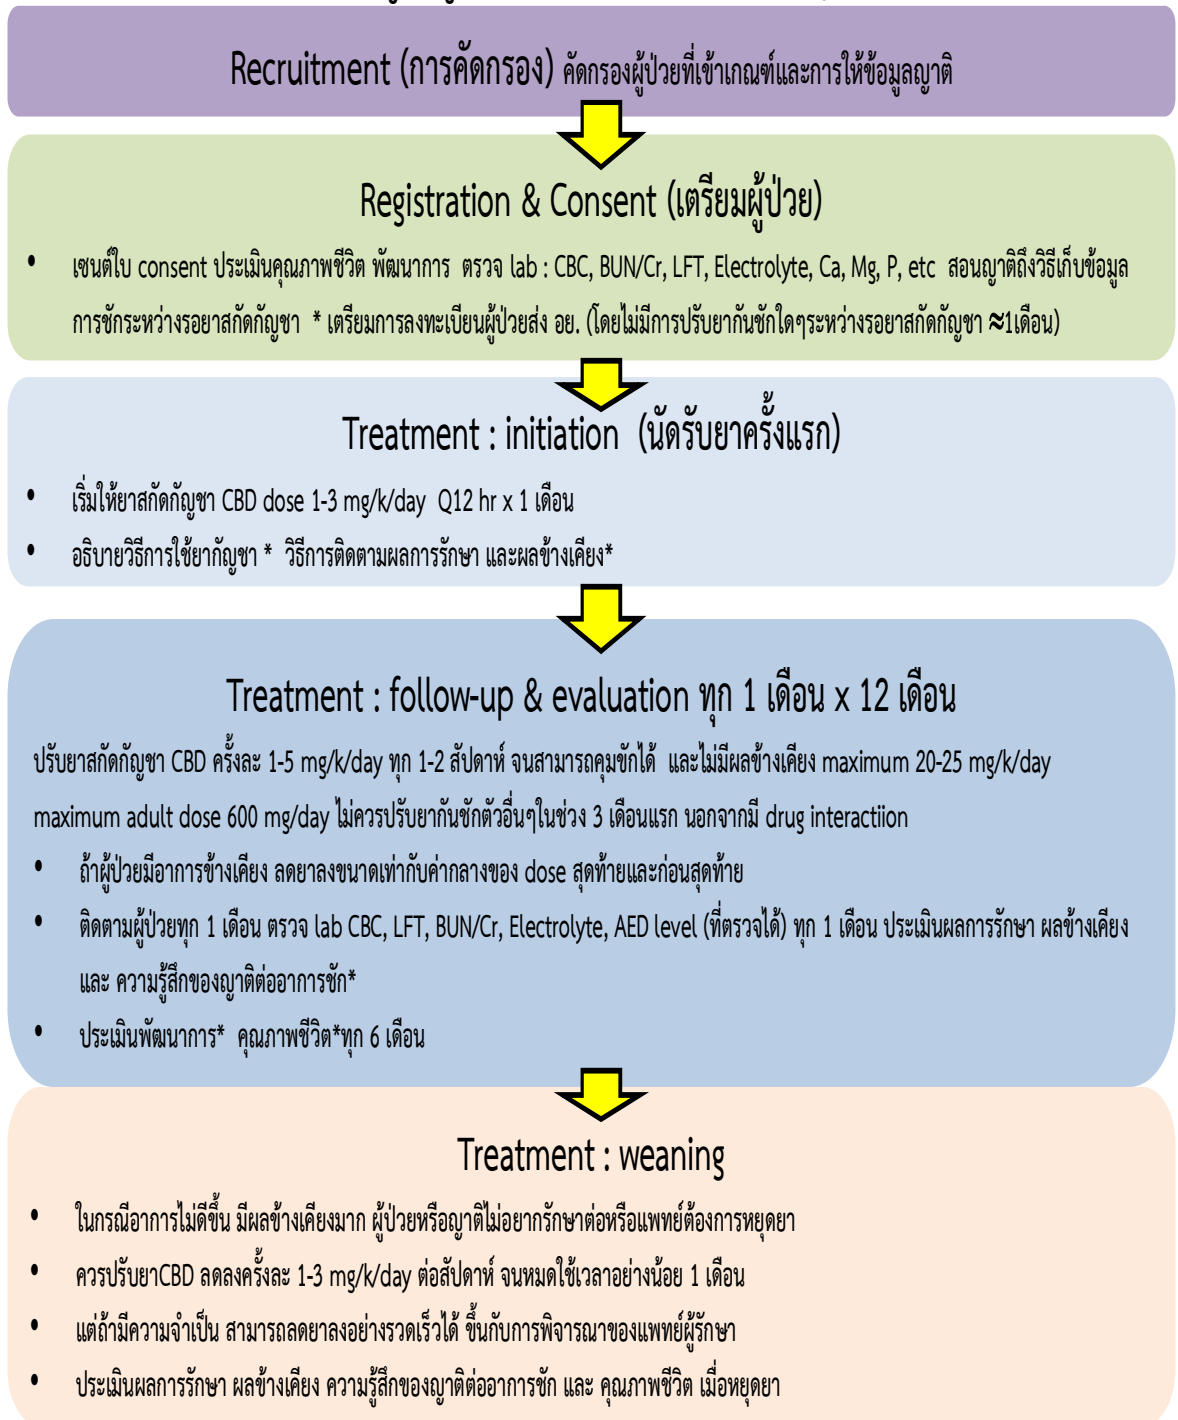 Recruitment (การคัดกรอง) คัดกรองผู้ป่วยที่เข้าเกณฑ์และการให้ข้อมูลญาติ
Registration & Consent (เตรียมผู้ป่วย)
• เซนต์ใบ consent ประเมินคุณภาพชีวิต พัฒนาการ ตรวจ lab : CBC, BUN/Cr, LFT, Electrolyte, Ca, Mg, P, etc สอนญาติถึงวิธีเก็บข้อมูล
การชักระหว่างรอยาสกัดกัญชา * เตรียมการลงทะเบียนผู้ป่วยส่ง อย. (โดยไม่มีการปรับยากันชักใดๆระหว่างรอยาสกัดกัญชา ≈1เดือน)
Treatment : initiation (นัดรับยาครั้งแรก)
• เริ่มให้ยาสกัดกัญชา CBD dose 1-3 mg/k/day Q12 hr x 1 เดือน
• อธิบายวิธีการใช้ยากัญชา * วิธีการติดตามผลการรักษา และผลข้างเคียง*
Treatment : follow-up & evaluation ทุก 1 เดือน x 12 เดือน
ปรับยาสกัดกัญชา CBD ครั้งละ 1-5 mg/k/day ทุก 1-2 สัปดาห์ จนสามารถคุมชักได้ และไม่มีผลข้างเคียง maximum 20-25 mg/k/day
maximum adult dose 600 mg/day ไม่ควรปรับยากันชักตัวอื่นๆในช่วง 3 เดือนแรก นอกจากมี drug interactiion
• ถ้าผู้ป่วยมีอาการข้างเคียง ลดยาลงขนาดเท่ากับค่ากลางของ dose สุดท้ายและก่อนสุดท้าย
• ติดตามผู้ป่วยทุก 1 เดือน ตรวจ lab CBC, LFT, BUN/Cr, Electrolyte, AED level (ที่ตรวจได้) ทุก 1 เดือน ประเมินผลการรักษา ผลข้างเคียง
และ ความรู้สึกของญาติต่ออาการชัก*
• ประเมินพัฒนาการ* คุณภาพชีวิต*ทุก 6 เดือน
Treatment : weaning
• ในกรณีอาการไม่ดีขึ้น มีผลข้างเคียงมาก ผู้ป่วยหรือญาติไม่อยากรักษาต่อหรือแพทย์ต้องการหยุดยา
• ควรปรับยาCBD ลดลงครั้งละ 1-3 mg/k/day ต่อสัปดาห์ จนหมดใช้เวลาอย่างน้อย 1 เดือน
• แต่ถ้ามีความจำเป็น สามารถลดยาลงอย่างรวดเร็วได้ ขึ้นกับการพิจารณาของแพทย์ผู้รักษา
• ประเมินผลการรักษา ผลข้างเคียง ความรู้สึกของญาติต่ออาการชัก และ คุณภาพชีวิต เมื่อหยุดยา